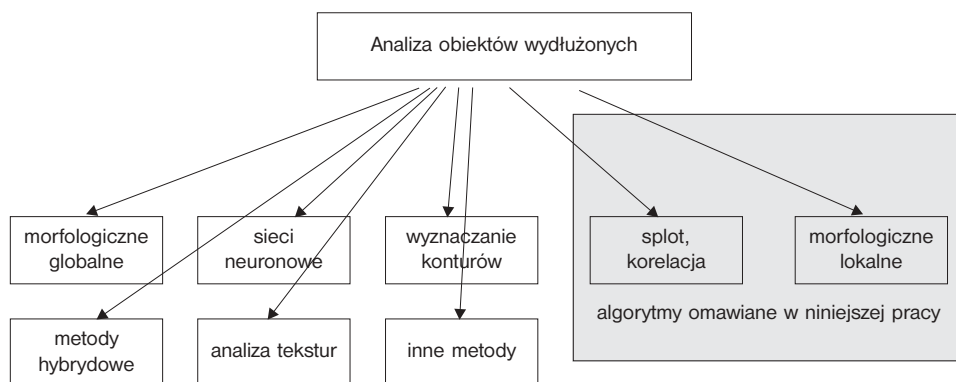 Analiza obiektów wydłużonych
morfologiczne
globalne
sieci
neuronowe
wyznaczanie
konturów
splot,
korelacja
morfologiczne
lokalne
algorytmy omawiane w niniejszej pracy
metody
hybrydowe
analiza tekstur
inne metody